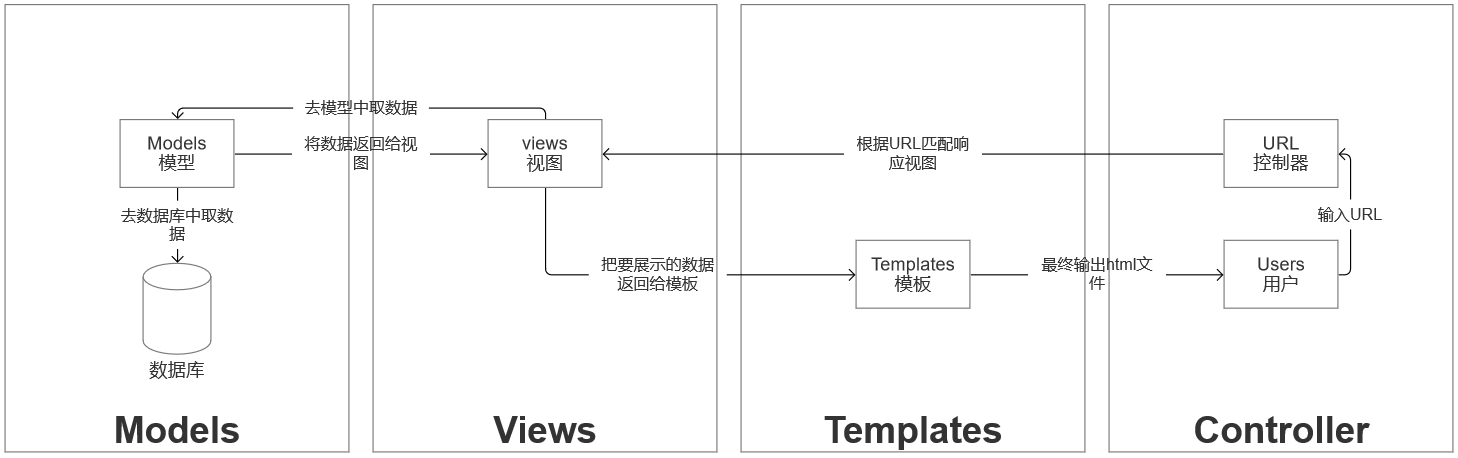 去模型中取数据
Models
模型
将数据返回给视
图
views
视图
根据URL匹配响
应视图
URL
控制器
去数据库中取数
据
输入URL
把要展示的数据
返回给模板
Templates
模板
最终输出html文
件
Users
用户
数据库
Models
Views
Templates
Controller